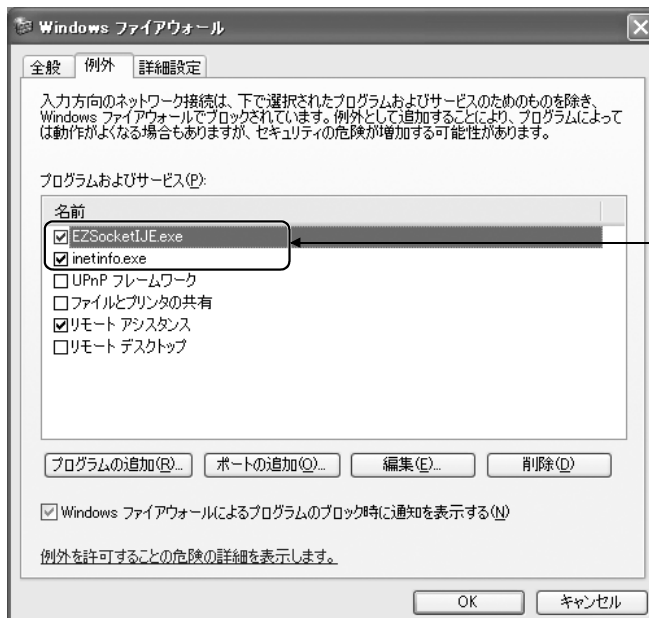 Windows ファイアウォール
全般 例外 詳細設定
入力方向のネットワーク接続は、下で選択されたプログラムおよびサービスのためのものを除き、
Windows ファイアウォールでブロックされています。例外として追加することにより、プログラムによって
は動作がよくなる場合もありますが、セキュリティの危険が増加する可能性があります。
プログラムおよびサービス(P):
名前
EZSocketIJE.exe
inetinfo.exe
UPnP フレームワーク
ファイルとプリンタの共有
リモート アシスタンス
リモート デスクトップ
プログラムの追加(R)... ポートの追加(O)... 編集(E)... 削除(D)
Windows ファイアウォールによるプログラムのブロック時に通知を表示する(N)
例外を許可することの危険の詳細を表示します。
OK キャンセル